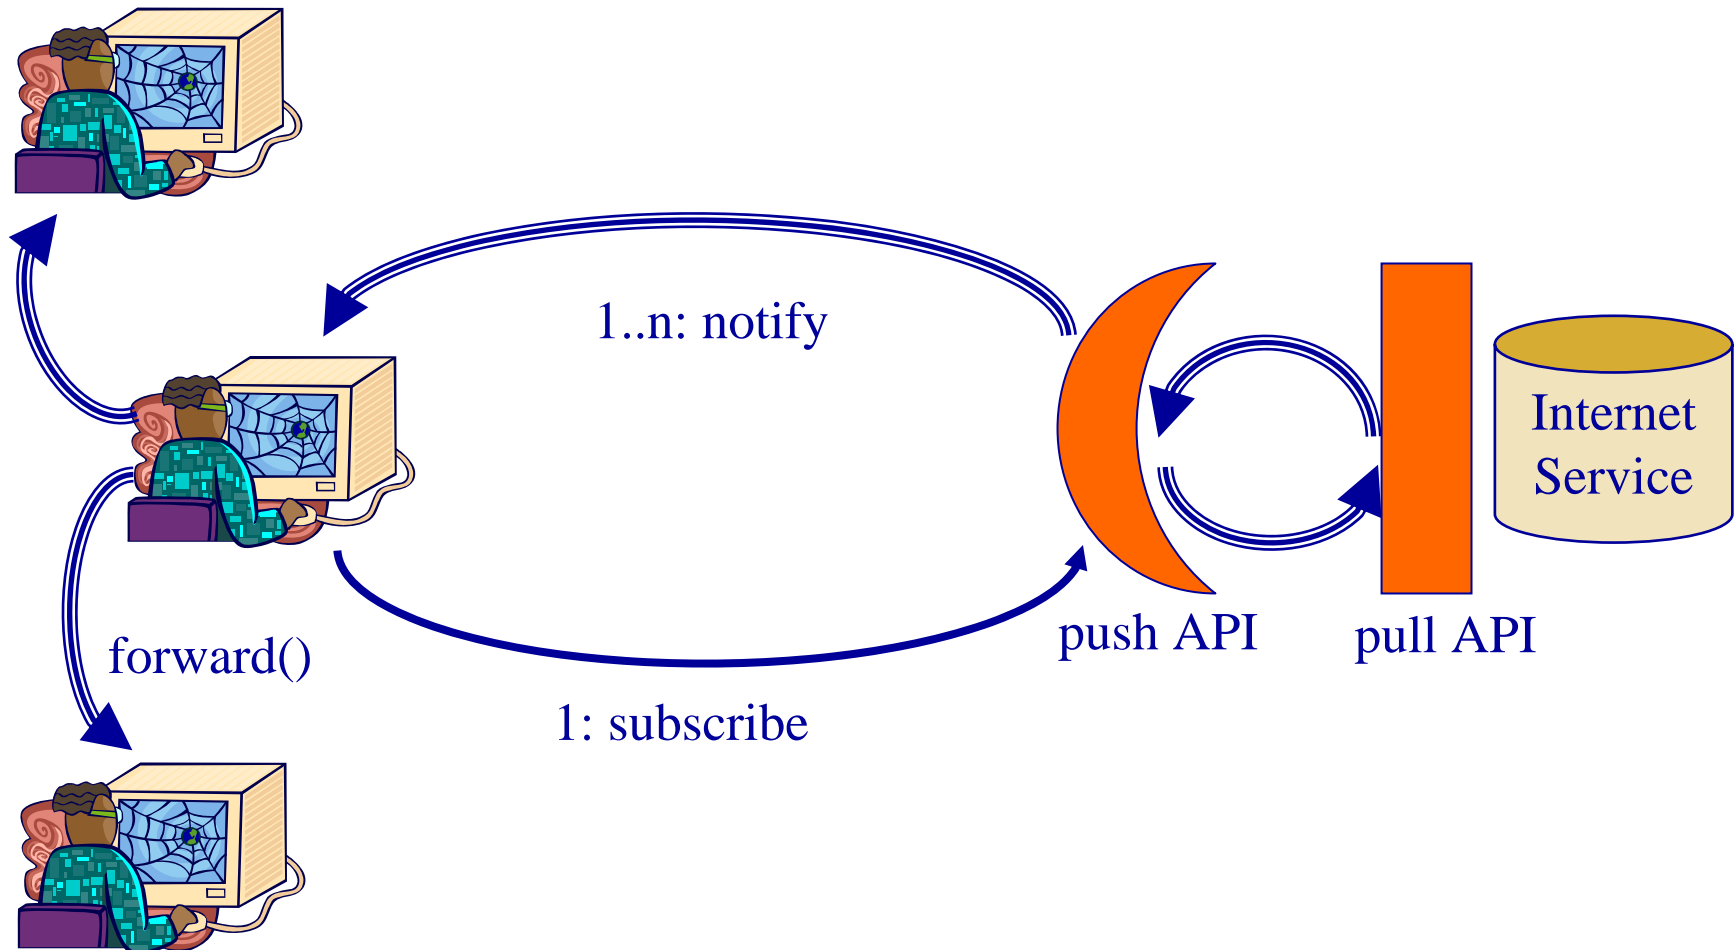 1..n: notify
Internet
Service
push API
pull API
forward()
1: subscribe